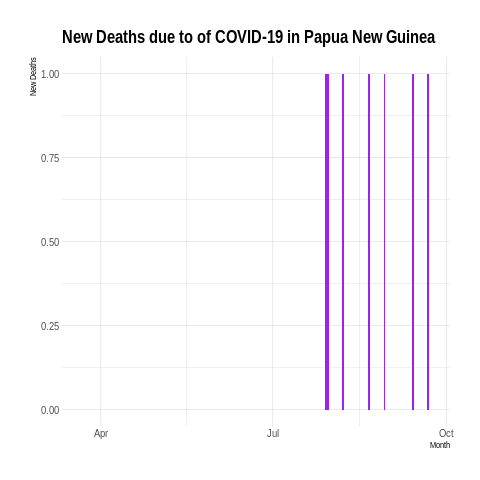 New Deaths due to of COVID-19 in Papua New Guinea
New Deaths
1.00
0.75
0.50
0.25
0.00
Apr
Jul
Oct
Month